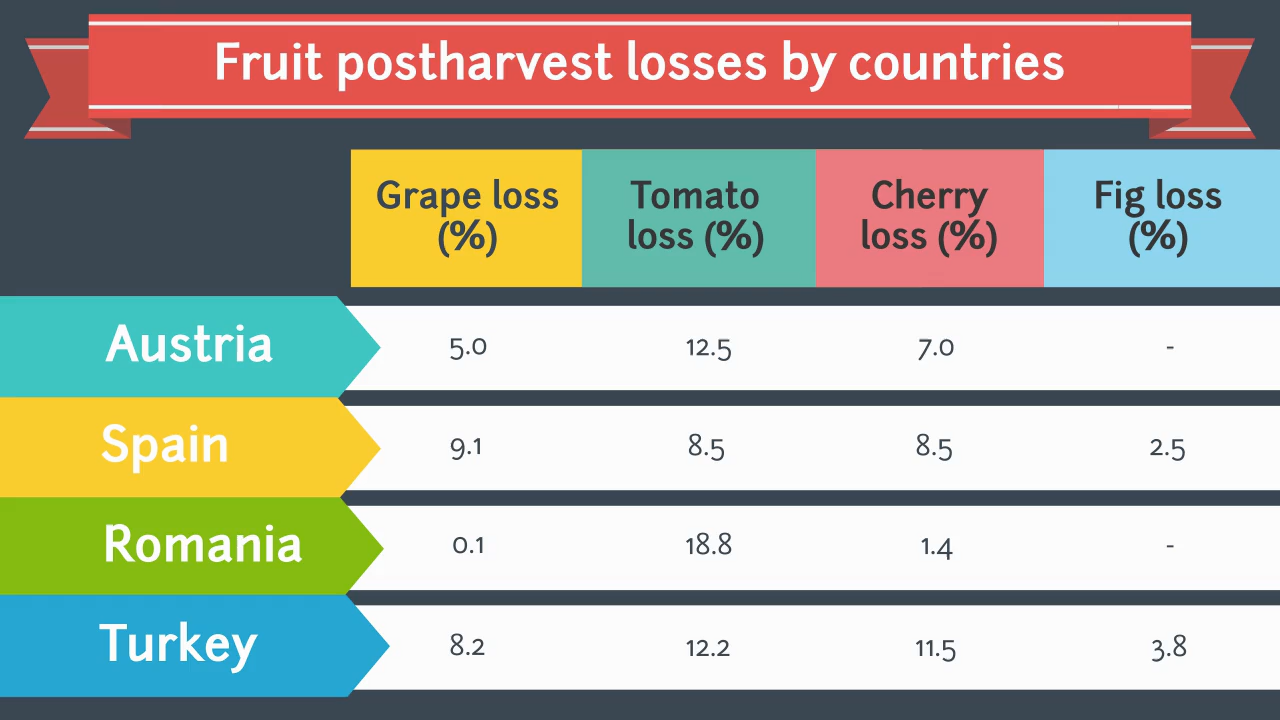 Fruit postharvest losses by countries
Grape loss (%) Tomato loss (%) Cherry loss (%) Fig loss (%)
Austria 5.0 12.5 7.0 -
Spain 9.1 8.5 8.5 2.5
Romania 0.1 18.8 1.4 -
Turkey 8.2 12.2 11.5 3.8